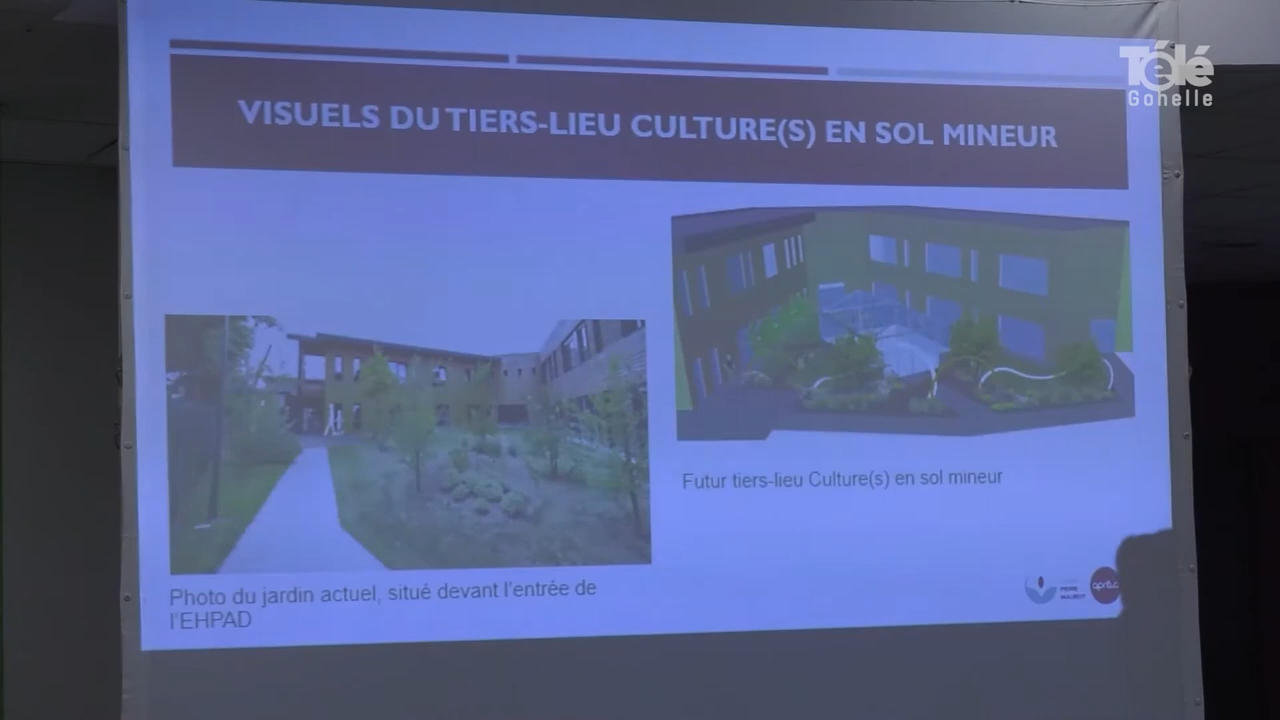 Télé
Gohelle
VISUELS DU TIERS-LIEU CULTURE(S) EN SOL MINEUR
Futur tiers-lieu Culture(s) en sol mineur
Photo du jardin actuel, situé devant l'entrée de
l'EHPAD